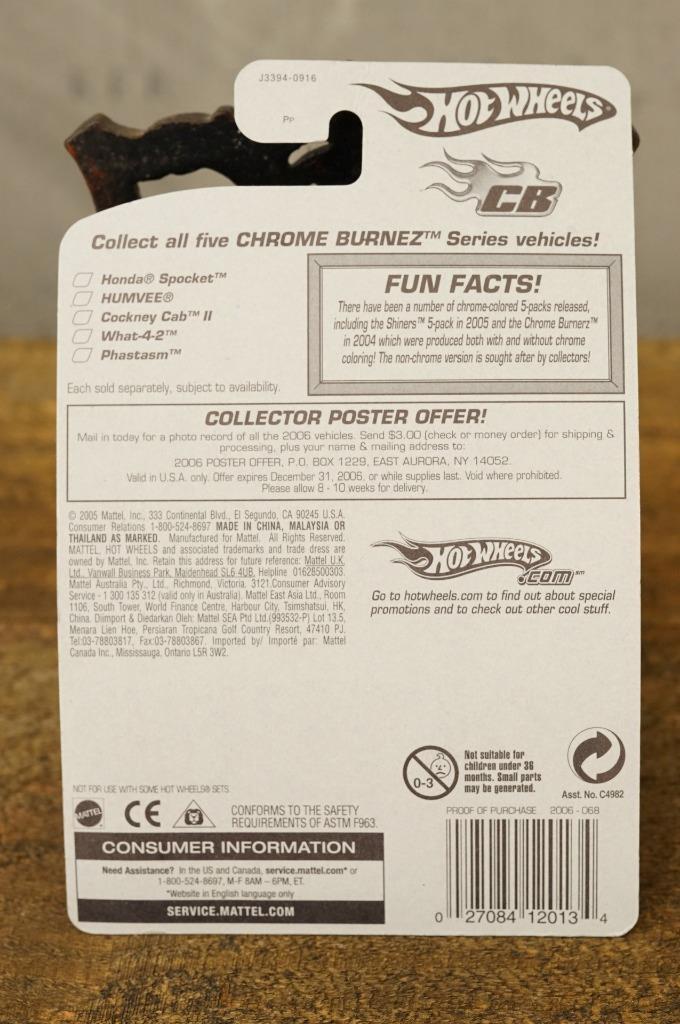 J3394-0916
PP
HOT WHEELS
CB
Collect all five CHROME BURNEZ™ Series vehicles!
Honda® Spocket™
HUMVEE®
Cockney Cab™ II
What-4-2™
Phastasm™
Each sold separately, subject to availability.
FUN FACTS!
There have been a number of chrome-colored 5-packs released,
including the Shiners™ 5-pack in 2005 and the Chrome Burnerz™
in 2004 which were produced both with and without chrome
coloring! The non-chrome version is sought after by collectors!
COLLECTOR POSTER OFFER!
Mail in today for a photo record of all the 2006 vehicles. Send $3.00 (check or money order) for shipping &
processing, plus your name & mailing address to:
2006 POSTER OFFER, P.O. BOX 1229, EAST AURORA, NY 14052.
Valid in U.S.A. only. Offer expires December 31, 2006, or while supplies last. Void where prohibited.
Please allow 8 - 10 weeks for delivery.
© 2005 Mattel, Inc., 333 Continental Blvd., El Segundo, CA 90245 U.S.A.
Consumer Relations 1-800-524-8697 MADE IN CHINA, MALAYSIA OR
THAILAND AS MARKED. Manufactured for Mattel. All Rights Reserved.
MATTEL, HOT WHEELS and associated trademarks and trade dress are
owned by Mattel, Inc. Retain this address for future reference: Mattel U.K.
Ltd., Vanwall Business Park, Maidenhead SL6 4UB. Helpline 01628500303.
Mattel Australia Pty., Ltd., Richmond, Victoria. 3121.Consumer Advisory
Service - 1 300 135 312 (valid only in Australia). Mattel East Asia Ltd., Room
1106, South Tower, World Finance Centre, Harbour City, Tsimshatsui, HK,
China. Diimport & Diedarkan Oleh: Mattel SEA Ptd Ltd.(993532-P) Lot 13.5,
Menara Lien Hoe, Persiaran Tropicana Golf Country Resort, 47410 PJ.
Tel:03-78803817, Fax:03-78803867. Imported by/ Importé par: Mattel
Canada Inc., Mississauga, Ontario L5R 3W2.
HOT WHEELS
.COM℠
Go to hotwheels.com to find out about special
promotions and to check out other cool stuff.
0-3
Not suitable for
children under 36
months. Small parts
may be generated.
Asst. No. C4982
NOT FOR USE WITH SOME HOT WHEELS® SETS.
MATTEL
CE
CONFORMS TO THE SAFETY
REQUIREMENTS OF ASTM F963.
CONSUMER INFORMATION
Need Assistance? In the US and Canada, service.mattel.com* or
1-800-524-8697, M-F 8AM – 6PM, ET.
*Website in English language only
SERVICE.MATTEL.COM
PROOF OF PURCHASE 2006 - 068
0 27084 12013 4